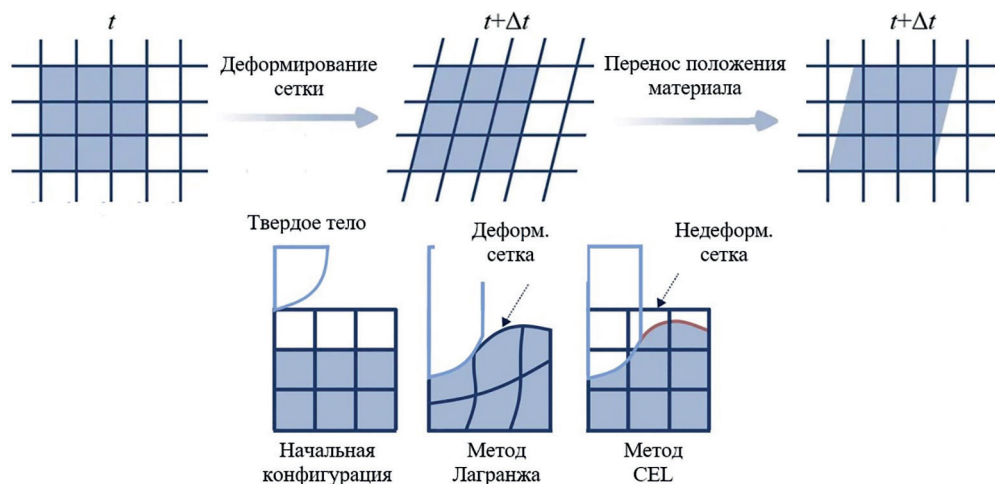 t
t+Δt
t+Δt
Деформирование
сетки
Перенос положения
материала
Твердое тело
Деформ.
сетка
Недеформ.
сетка
Начальная
конфигурация
Метод
Лагранжа
Метод
CEL